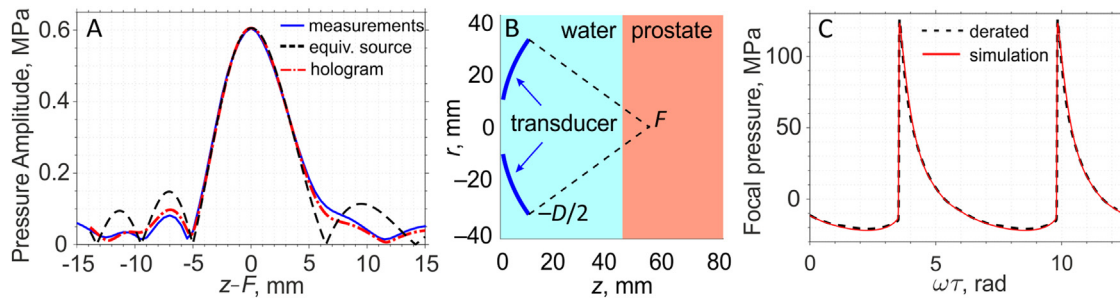 A
Pressure Amplitude, MPa
0.6
0.4
0.2
0
-15
-10
-5
0
5
10
15
z–F, mm
measurements
equiv. source
hologram
B
r, mm
40
20
0
–20
–40
0
20
40
60
80
z, mm
water
prostate
transducer
F
–D/2
C
Focal pressure, MPa
100
50
0
0
5
10
ωτ, rad
derated
simulation